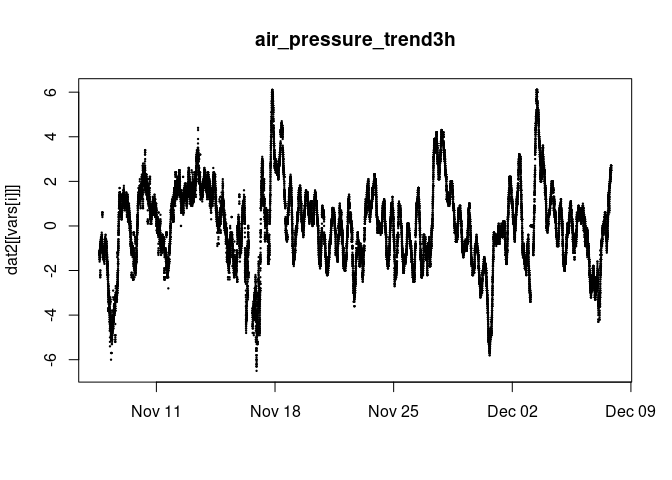 air_pressure_trend3h
dat2[[vars[i]]]
6
4
2
0
-2
-4
-6
Nov 11
Nov 18
Nov 25
Dec 02
Dec 09